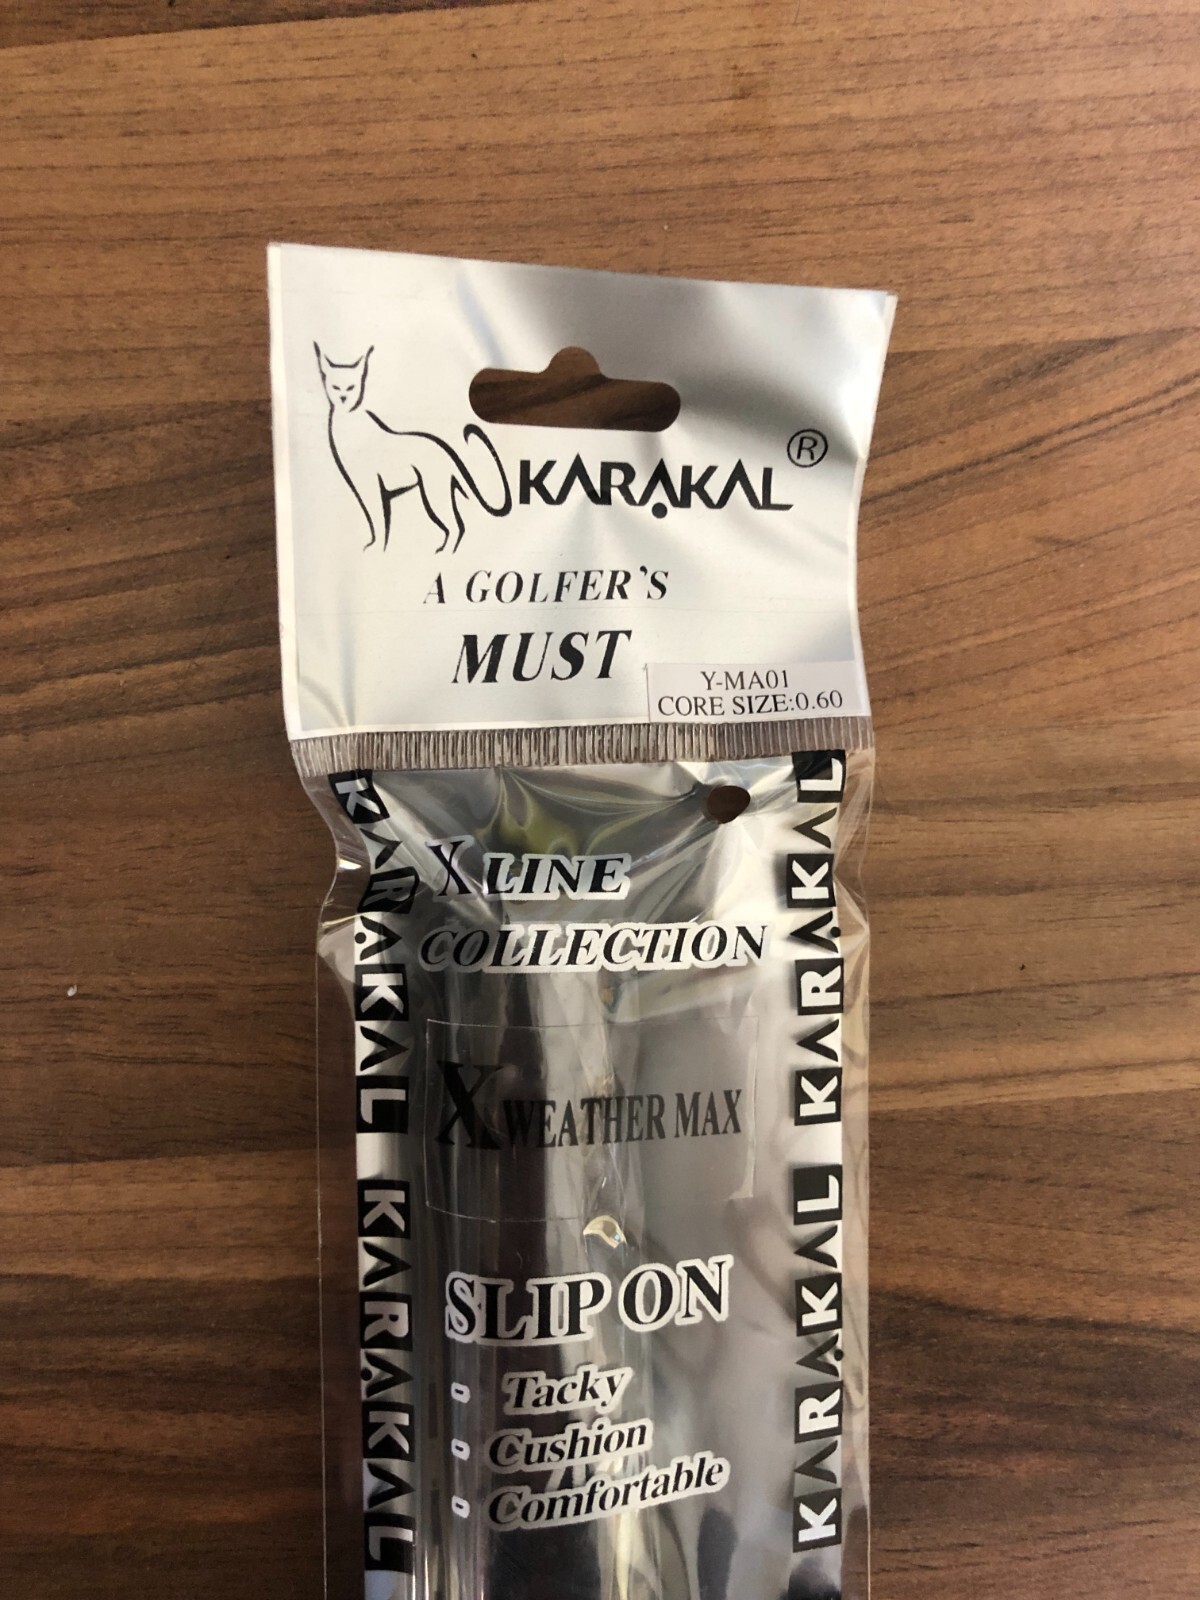 KARAKAL ®
A GOLFER'S
MUST
Y-MA01
CORE SIZE:0.60
X LINE
COLLECTION
X WEATHER MAX
SLIP ON
Tacky
Cushion
Comfortable
KARAKAL
KARAKAL
KARAKAL
KARAKAL